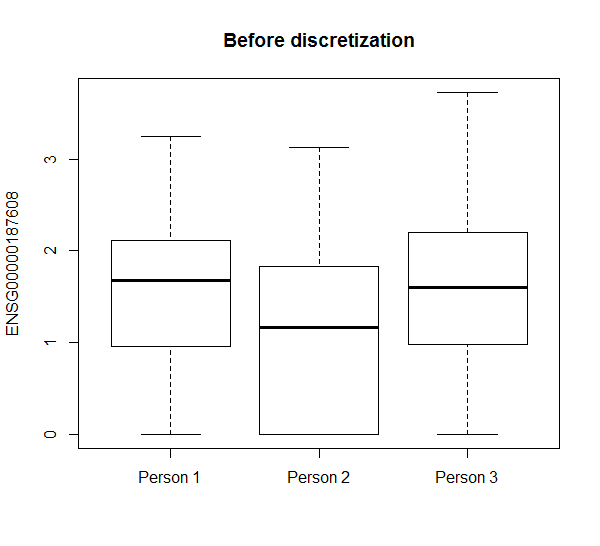 Before discretization
ENSG00000187608
3
2
1
0
Person 1
Person 2
Person 3